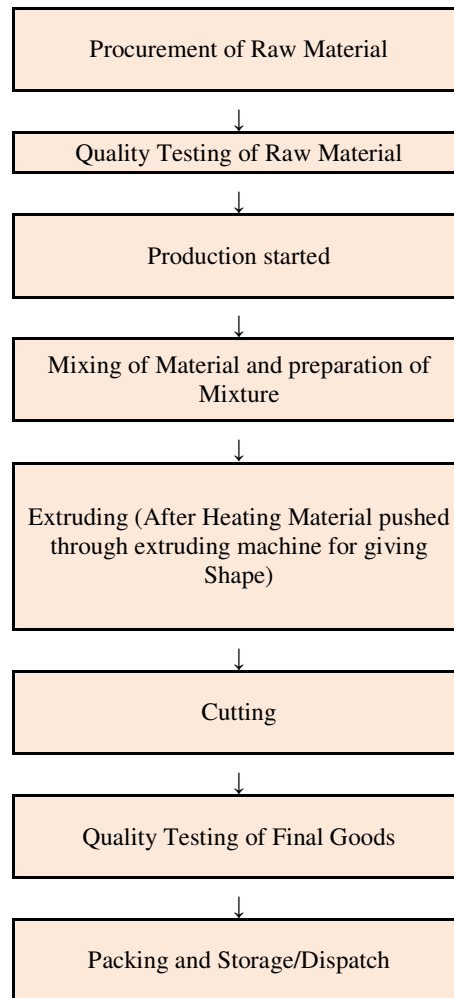 Procurement of Raw Material
↓
Quality Testing of Raw Material
↓
Production started
↓
Mixing of Material and preparation of
Mixture
↓
Extruding (After Heating Material pushed
through extruding machine for giving
Shape)
↓
Cutting
↓
Quality Testing of Final Goods
↓
Packing and Storage/Dispatch